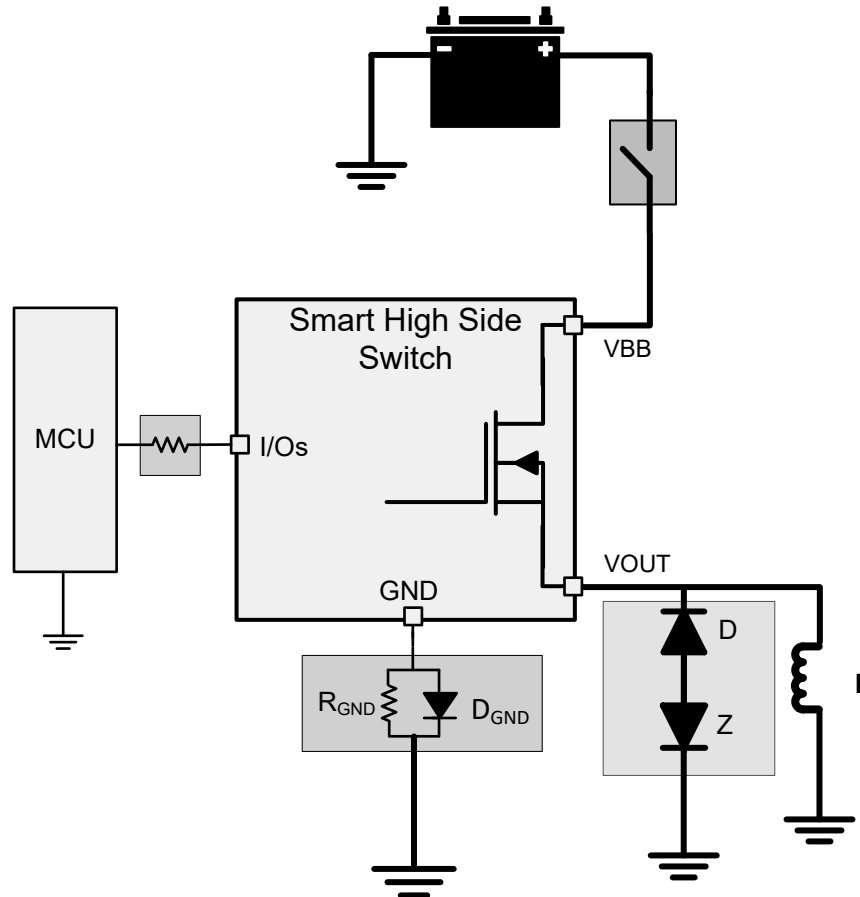 Smart High Side
Switch
VBB
MCU
I/Os
VOUT
GND
D
RGND
DGND
Z